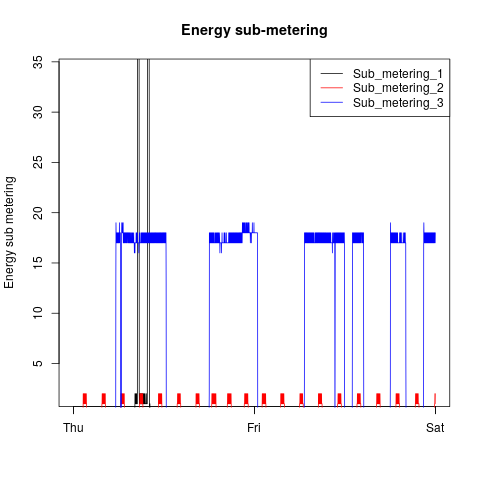 Energy sub-metering
Sub_metering_1
Sub_metering_2
Sub_metering_3
Energy sub metering
35
30
25
20
15
10
5
Thu Fri Sat